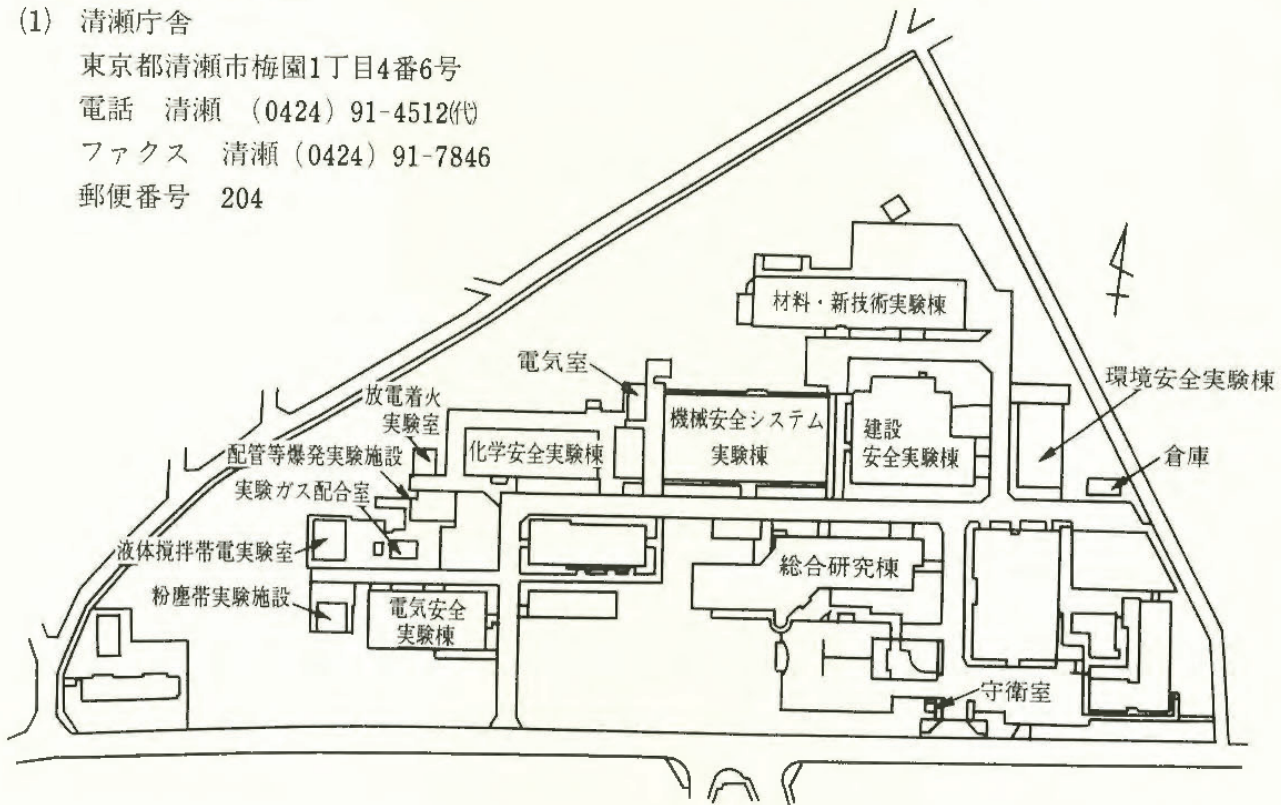 (1) 清瀬庁舎
東京都清瀬市梅園1丁目4番6号
電話 清瀬 (0424) 91-4512(代)
ファクス 清瀬 (0424) 91-7846
郵便番号 204
材料・新技術実験棟
電気室
環境安全実験棟
放電着火
実験室
機械安全システム
実験棟
建設
安全実験棟
化学安全実験棟
倉庫
配管等爆発実験施設
実験ガス配合室
液体撹拌帯電実験室
総合研究棟
粉塵帯実験施設
電気安全
実験棟
守衛室